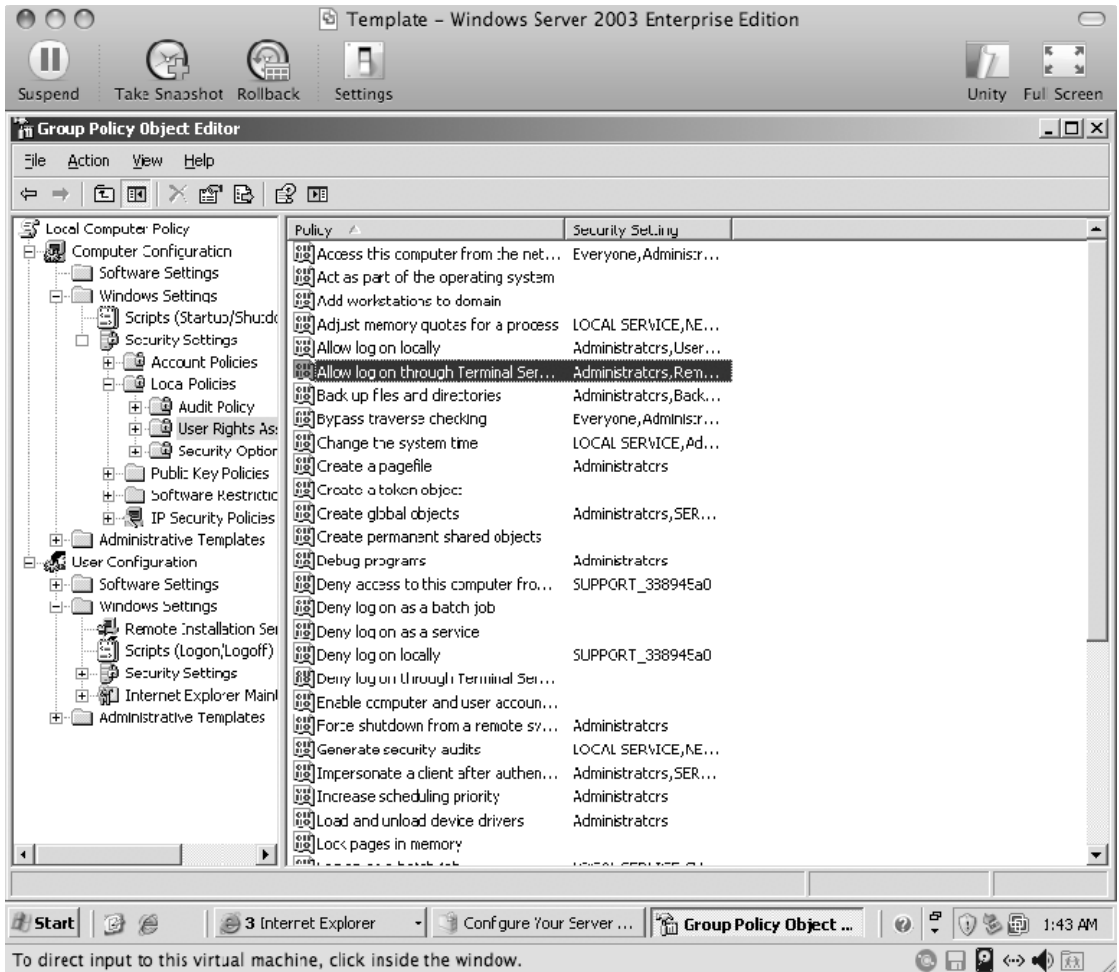 Template – Windows Server 2003 Enterprise Edition
Suspend Take Snapshot Rollback Settings Unity Full Screen
Group Policy Object Editor
File Action View Help
Local Computer Policy
Computer Configuration
Software Settings
Windows Settings
Scripts (Startup/Shutdo
Security Settings
Account Policies
Local Policies
Audit Policy
User Rights As
Security Option
Public Key Policies
Software Restrictio
IP Security Policies
Administrative Templates
User Configuration
Software Settings
Windows Settings
Remote Installation Ser
Scripts (Logon/Logoff)
Security Settings
Internet Explorer Maint
Administrative Templates
Policy Security Setting
Access this computer from the net... Everyone,Administr...
Act as part of the operating system
Add workstations to domain
Adjust memory quotas for a process LOCAL SERVICE,NE...
Allow log on locally Administrators,User...
Allow log on through Terminal Ser... Administrators,Rem...
Back up files and directories Administrators,Back...
Bypass traverse checking Everyone,Administr...
Change the system time LOCAL SERVICE,Ad...
Create a pagefile Administrators
Create a token object
Create global objects Administrators,SER...
Create permanent shared objects
Debug programs Administrators
Deny access to this computer fro... SUPPORT_388945a0
Deny log on as a batch job
Deny log on as a service
Deny log on locally SUPPORT_388945a0
Deny log on through Terminal Ser...
Enable computer and user accoun...
Force shutdown from a remote sy... Administrators
Generate security audits LOCAL SERVICE,NE...
Impersonate a client after authen... Administrators,SER...
Increase scheduling priority Administrators
Load and unload device drivers Administrators
Lock pages in memory
Start 3 Internet Explorer Configure Your Server ... Group Policy Object ... 1:43 AM
To direct input to this virtual machine, click inside the window.